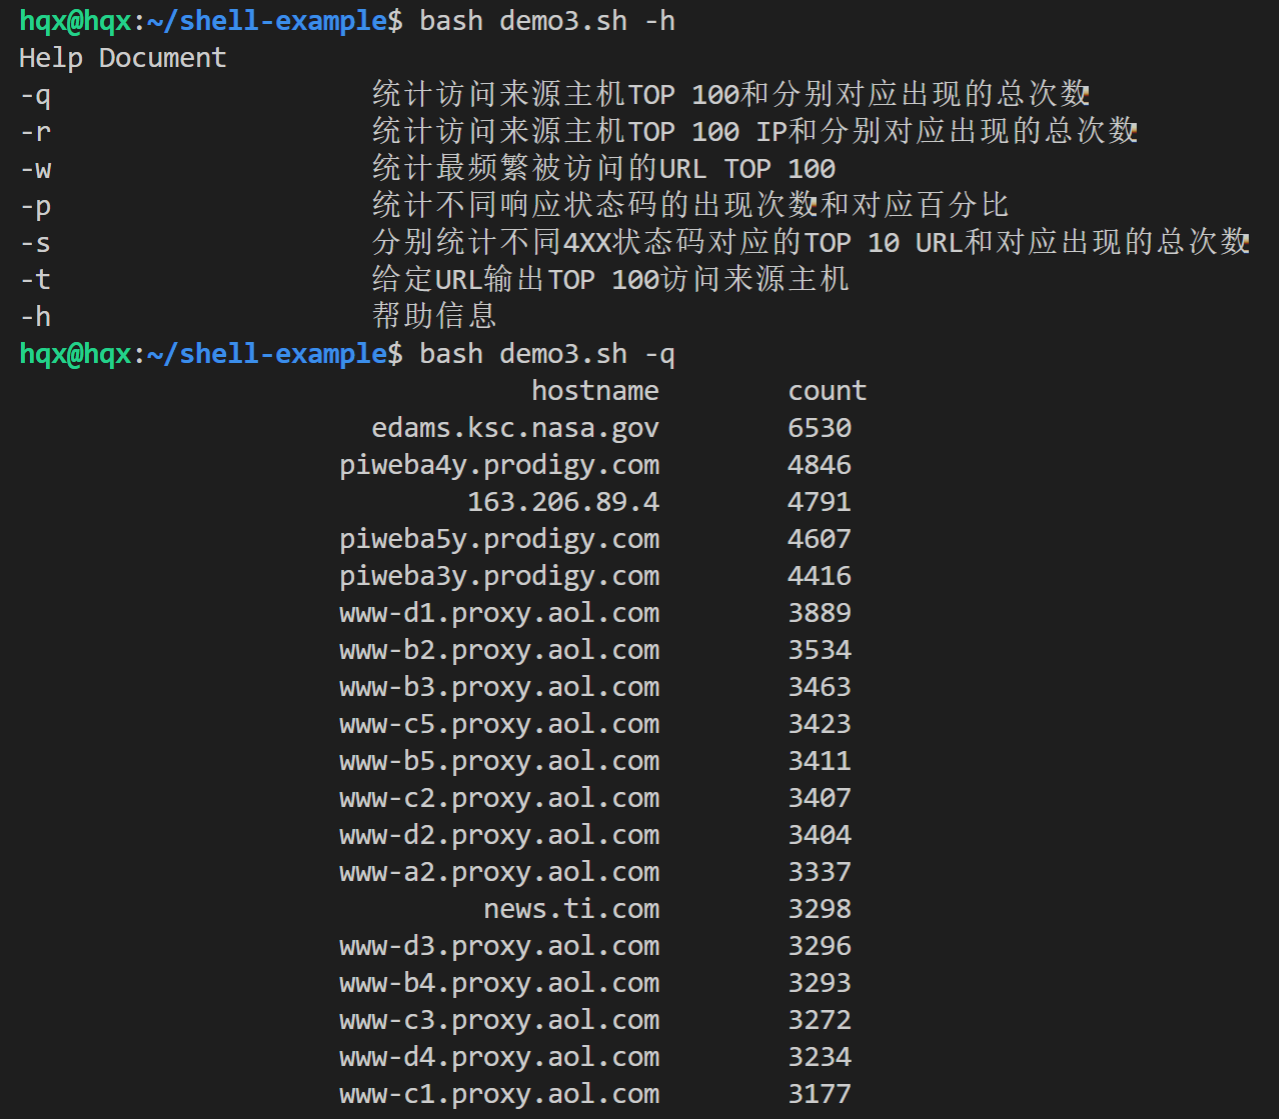 hqx@hqx:~/shell-example$ bash demo3.sh -h
Help Document
-q 统计访问来源主机TOP 100和分别对应出现的总次数
-r 统计访问来源主机TOP 100 IP和分别对应出现的总次数
-w 统计最频繁被访问的URL TOP 100
-p 统计不同响应状态码的出现次数和对应百分比
-s 分别统计不同4XX状态码对应的TOP 10 URL和对应出现的总次数
-t 给定URL输出TOP 100访问来源主机
-h 帮助信息
hqx@hqx:~/shell-example$ bash demo3.sh -q
hostname count
edams.ksc.nasa.gov 6530
piweba4y.prodigy.com 4846
163.206.89.4 4791
piweba5y.prodigy.com 4607
piweba3y.prodigy.com 4416
www-d1.proxy.aol.com 3889
www-b2.proxy.aol.com 3534
www-b3.proxy.aol.com 3463
www-c5.proxy.aol.com 3423
www-b5.proxy.aol.com 3411
www-c2.proxy.aol.com 3407
www-d2.proxy.aol.com 3404
www-a2.proxy.aol.com 3337
news.ti.com 3298
www-d3.proxy.aol.com 3296
www-b4.proxy.aol.com 3293
www-c3.proxy.aol.com 3272
www-d4.proxy.aol.com 3234
www-c1.proxy.aol.com 3177